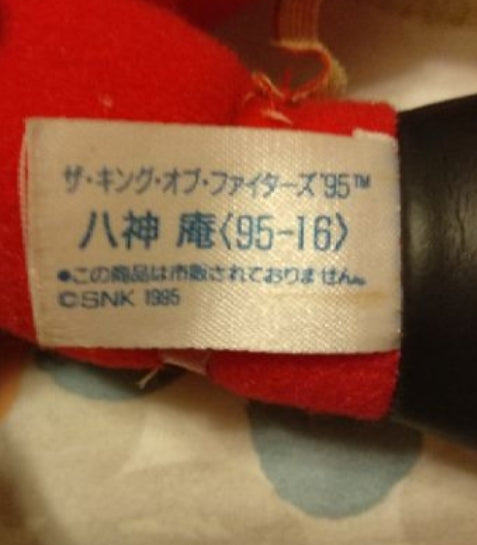 ザ・キング・オブ・ファイターズ'95™
八神 庵〈95-16〉
●この商品は市販されておりません。
©SNK 1995